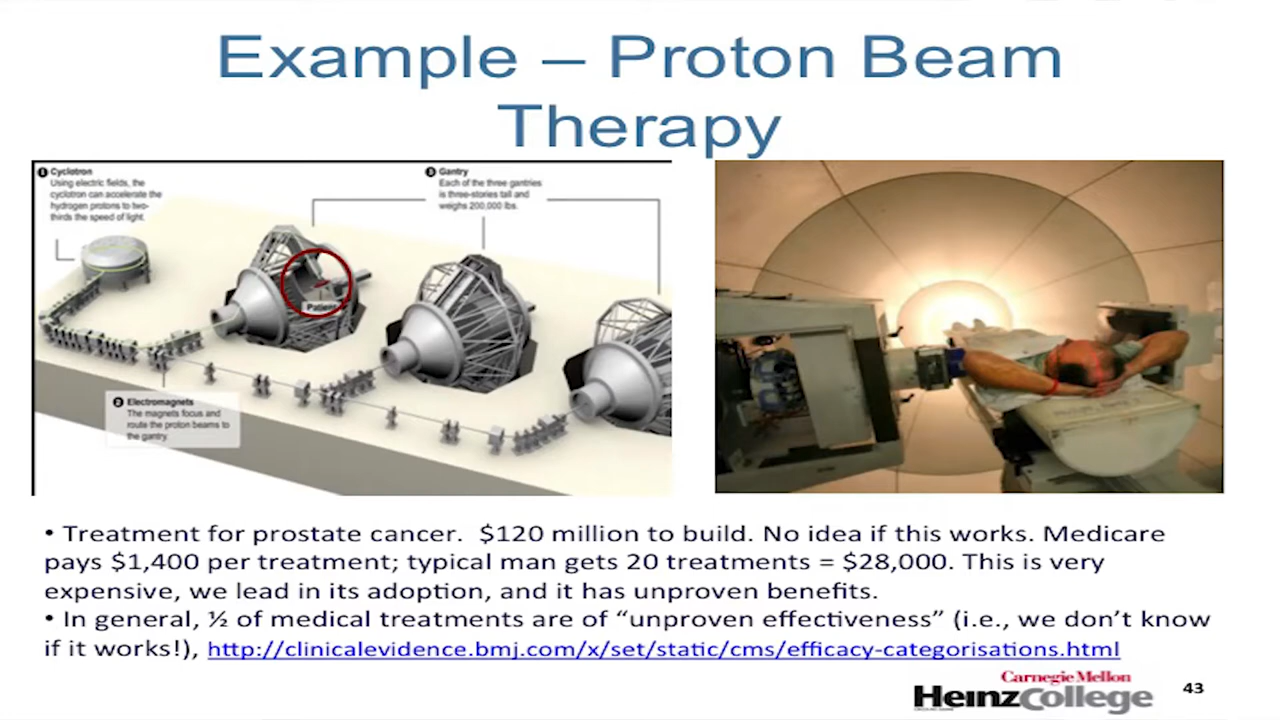 Example – Proton Beam
Therapy
1 Cyclotron
Using electric fields, the
cyclotron can accelerate the
hydrogen protons to two-
thirds the speed of light.
3 Gantry
Each of the three gantries
is three-stories tall and
weighs 200,000 lbs.
Patient
2 Electromagnets
The magnets focus and
route the proton beams to
the gantry.
• Treatment for prostate cancer.  $120 million to build. No idea if this works. Medicare
pays $1,400 per treatment; typical man gets 20 treatments = $28,000. This is very
expensive, we lead in its adoption, and it has unproven benefits.
• In general, ½ of medical treatments are of “unproven effectiveness” (i.e., we don’t know
if it works!), http://clinicalevidence.bmj.com/x/set/static/cms/efficacy-categorisations.html
Carnegie Mellon
HeinzCollege
43